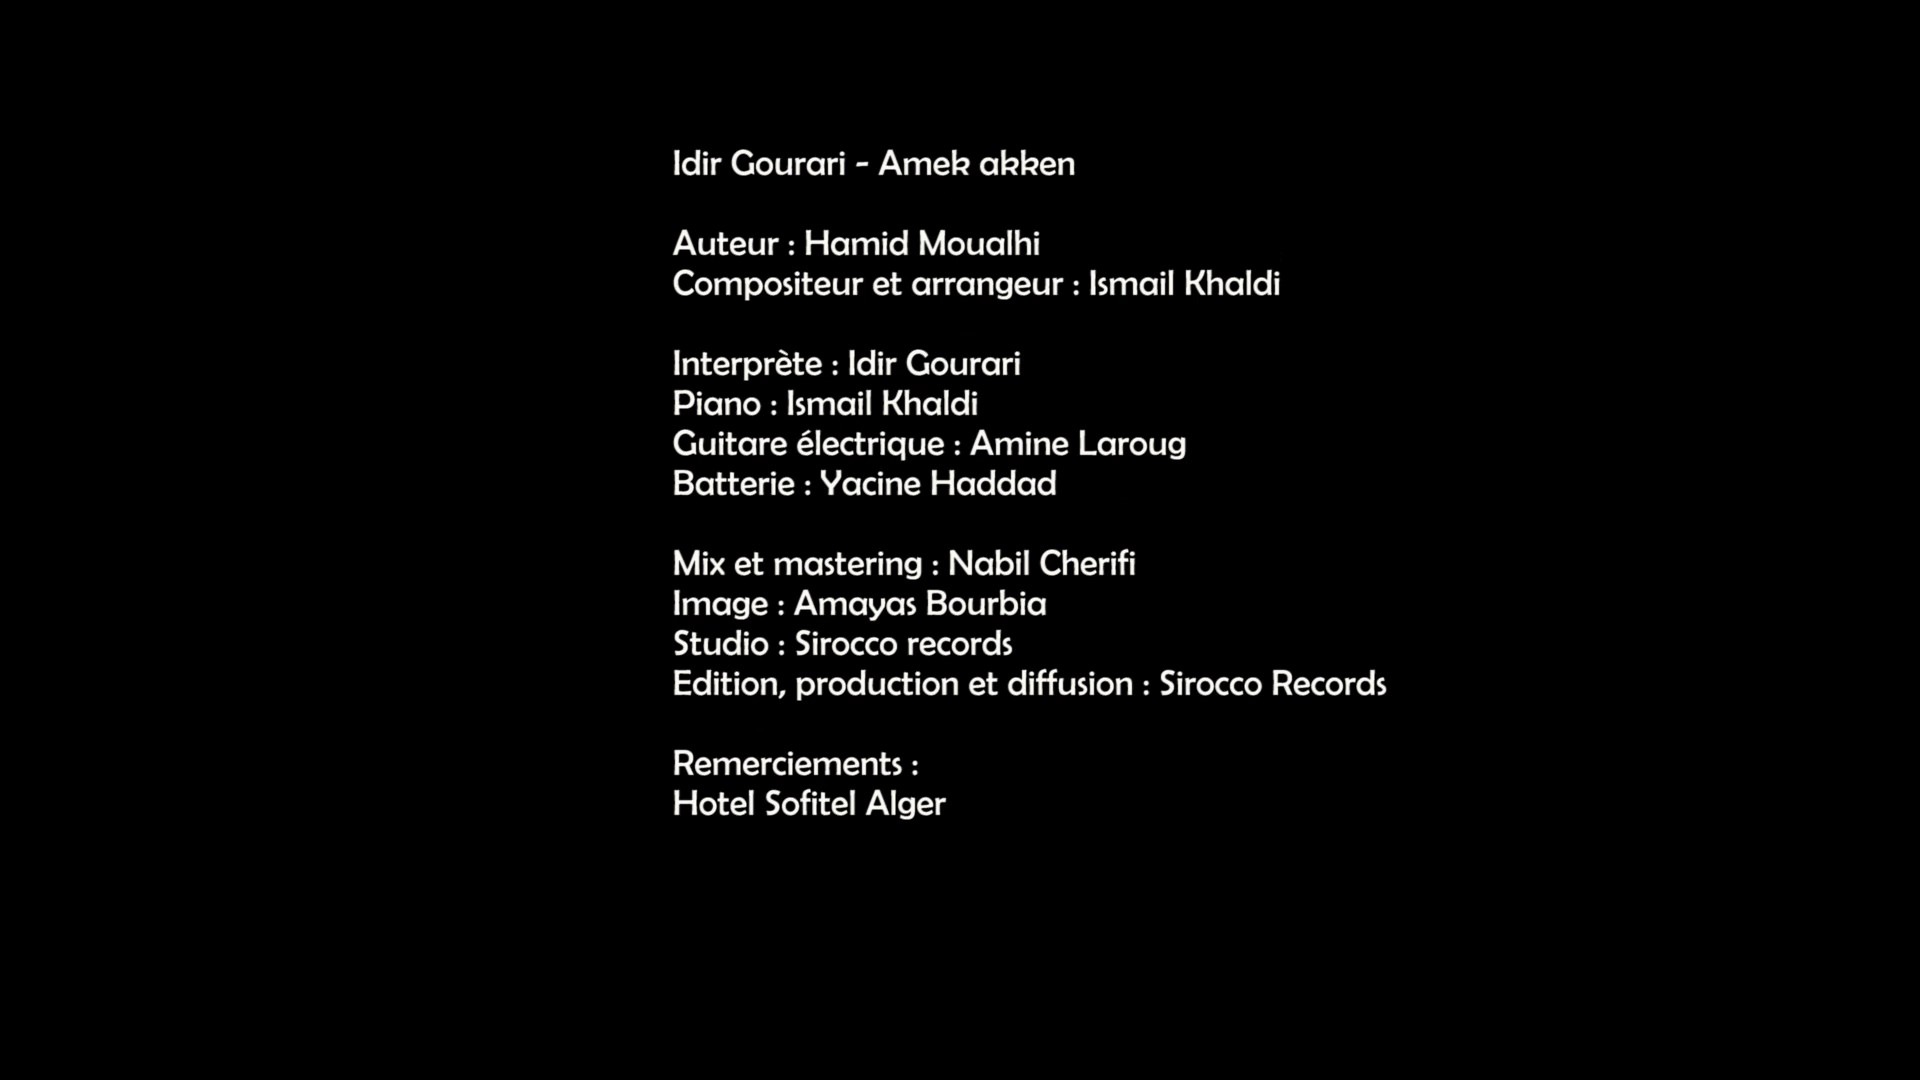 Idir Gourari - Amek akken
Auteur : Hamid Moualhi
Compositeur et arrangeur : Ismail Khaldi
Interprète : Idir Gourari
Piano : Ismail Khaldi
Guitare électrique : Amine Laroug
Batterie : Yacine Haddad
Mix et mastering : Nabil Cherifi
Image : Amayas Bourbia
Studio : Sirocco records
Edition, production et diffusion : Sirocco Records
Remerciements :
Hotel Sofitel Alger